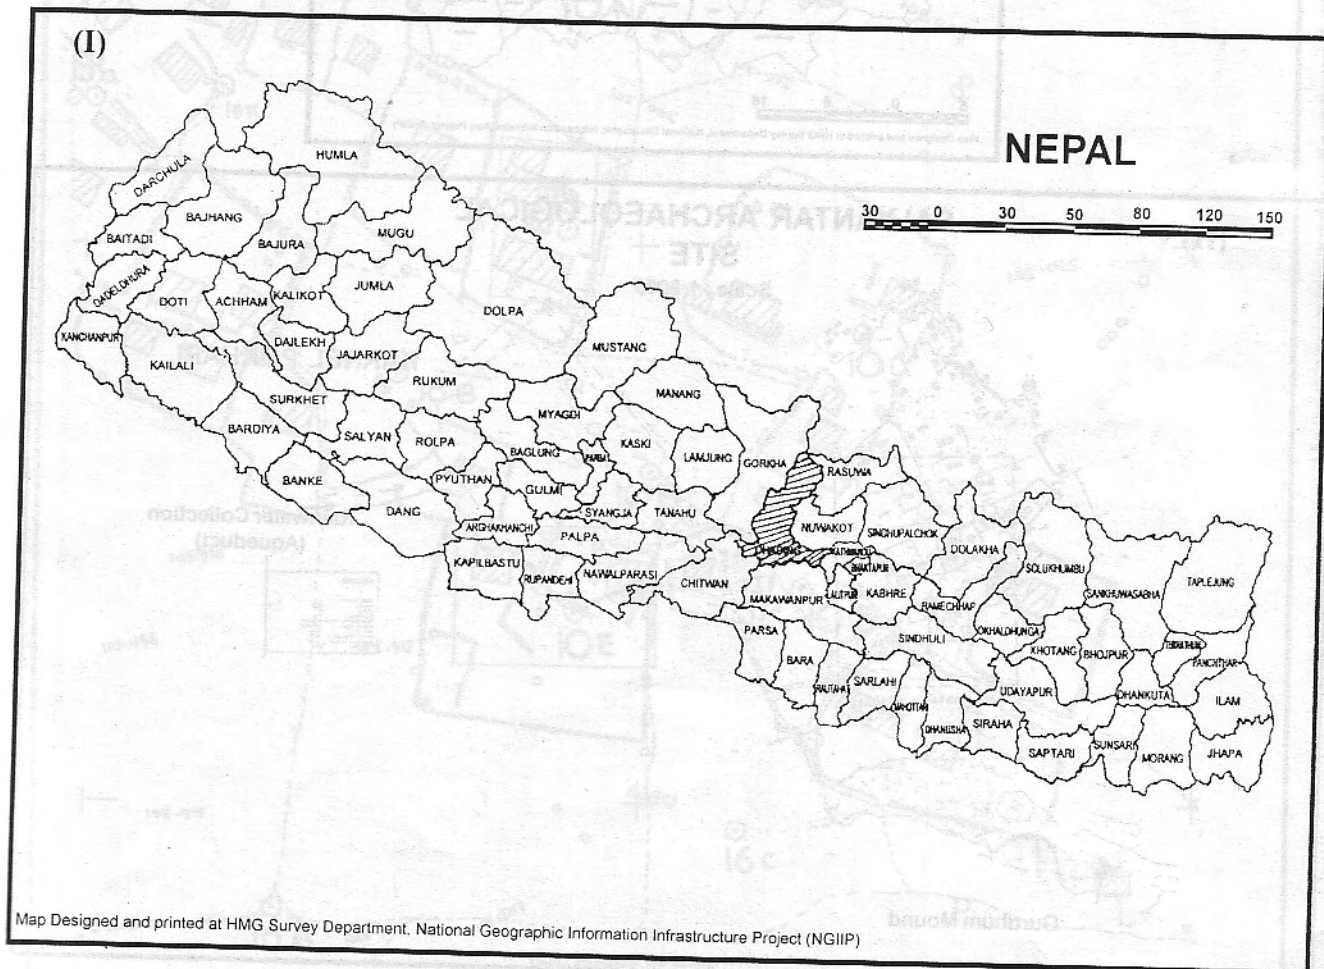 (I)
NEPAL
30 0 30 50 80 120 150
HUMLA
DARCHULA
BAJHANG
BAITADI
BAJURA
MUGU
DADELDHURA
DOTI
ACHHAM
KALIKOT
JUMLA
DOLPA
KANCHANPUR
KAILALI
DAILEKH
JAJARKOT
MUSTANG
RUKUM
SURKHET
MANANG
BARDIYA
SALYAN
ROLPA
MYAGDI
KASKI
BAGLUNG
LAMJUNG
GORKHA
RASUWA
BANKE
PYUTHAN
GULMI
DANG
SYANGJA
TANAHU
NUWAKOT
SINDHUPALCHOK
DOLAKHA
ARGHAKHANCHI
PALPA
DHADING
SOLUKHUMBU
TAPLEJUNG
KAPILBASTU
RUPANDEHI
NAWALPARASI
CHITWAN
BHAKTAPUR
LALITPUR
KABHRE
SANKHUWASABHA
MAKAWANPUR
RAMECHHAP
PARSA
SINDHULI
OKHALDHUNGA
KHOTANG
BHOJPUR
PANCHTHAR
BARA
RAUTAHAT
SARLAHI
UDAYAPUR
DHANKUTA
ILAM
SIRAHA
SAPTARI
SUNSARI
MORANG
JHAPA
Map Designed and printed at HMG Survey Department, National Geographic Information Infrastructure Project (NGIIP)